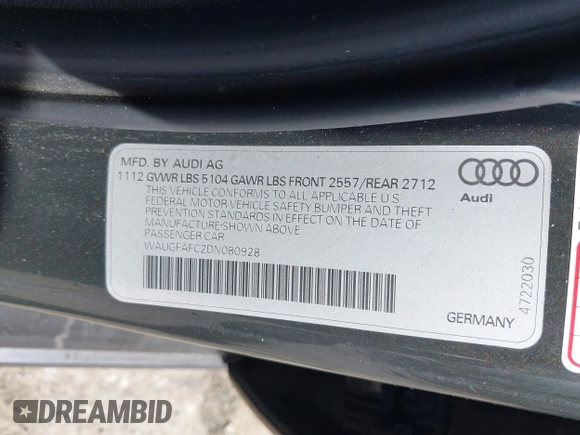 MFD. BY AUDI AG
1112 GVWR LBS 5104 GAWR LBS FRONT 2557/REAR 2712
THIS VEHICLE CONFORMS TO ALL APPLICABLE U S
FEDERAL MOTOR VEHICLE SAFETY BUMPER AND THEFT
PREVENTION STANDARDS IN EFFECT ON THE DATE OF
MANUFACTURE·SHOWN ABOVE
PASSENGER CAR
WAUGFAFC2DN080928
Audi
4722030
GERMANY
DREAMBID